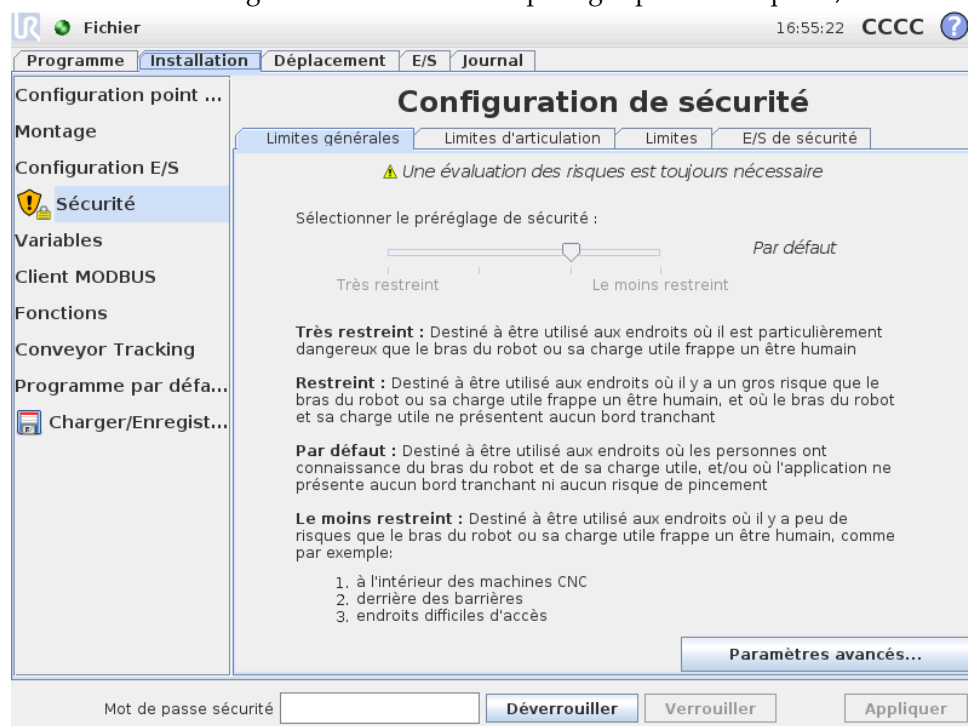 Fichier
16:55:22 CCCC ?
Programme Installation Déplacement E/S Journal
Configuration point ...
Montage
Configuration E/S
Sécurité
Variables
Client MODBUS
Fonctions
Conveyor Tracking
Programme par défa...
Charger/Enregist...
Configuration de sécurité
Limites générales Limites d'articulation Limites E/S de sécurité
Une évaluation des risques est toujours nécessaire
Sélectionner le préréglage de sécurité :
Par défaut
Très restreint Le moins restreint
Très restreint : Destiné à être utilisé aux endroits où il est particulièrement
dangereux que le bras du robot ou sa charge utile frappe un être humain
Restreint : Destiné à être utilisé aux endroits où il y a un gros risque que le
bras du robot ou sa charge utile frappe un être humain, et où le bras du robot
et sa charge utile ne présentent aucun bord tranchant
Par défaut : Destiné à être utilisé aux endroits où les personnes ont
connaissance du bras du robot et de sa charge utile, et/ou où l'application ne
présente aucun bord tranchant ni aucun risque de pincement
Le moins restreint : Destiné à être utilisé aux endroits où il y a peu de
risques que le bras du robot ou sa charge utile frappe un être humain, comme
par exemple:
1. à l'intérieur des machines CNC
2. derrière des barrières
3. endroits difficiles d'accès
Paramètres avancés...
Mot de passe sécurité Déverrouiller Verrouiller Appliquer